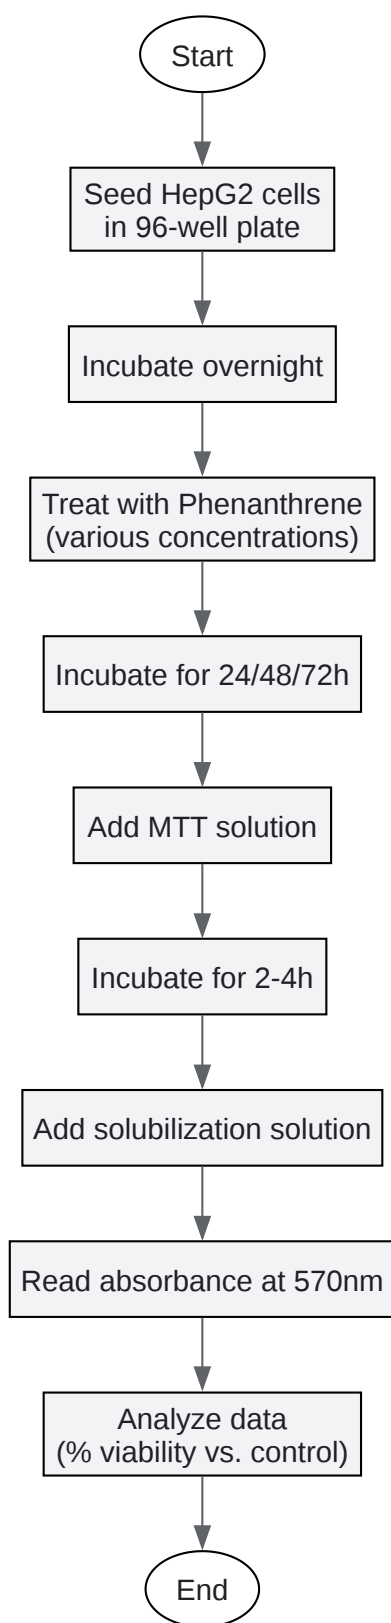 Start
Seed HepG2 cells
in 96-well plate
Incubate overnight
Treat with Phenanthrene
(various concentrations)
Incubate for 24/48/72h
Add MTT solution
Incubate for 2-4h
Add solubilization solution
Read absorbance at 570nm
Analyze data
(% viability vs. control)
End